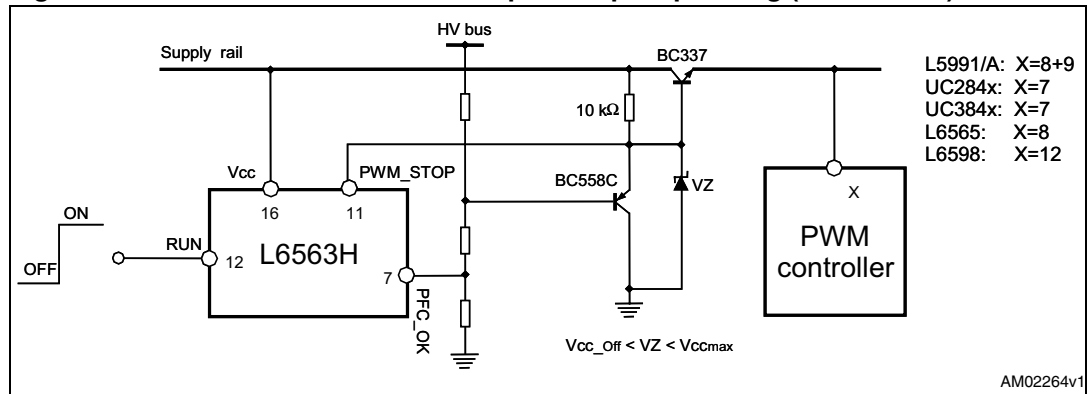 HV bus
Supply rail
BC337
L5991/A: X=8+9
UC284x: X=7
UC384x: X=7
L6565: X=8
L6598: X=12
10 kΩ
Vcc
PWM_STOP
BC558C
VZ
16
11
X
ON
OFF
RUN
12
L6563H
7
PFC_OK
PWM
controller
Vcc_Off < VZ < Vccmax
AM02264v1